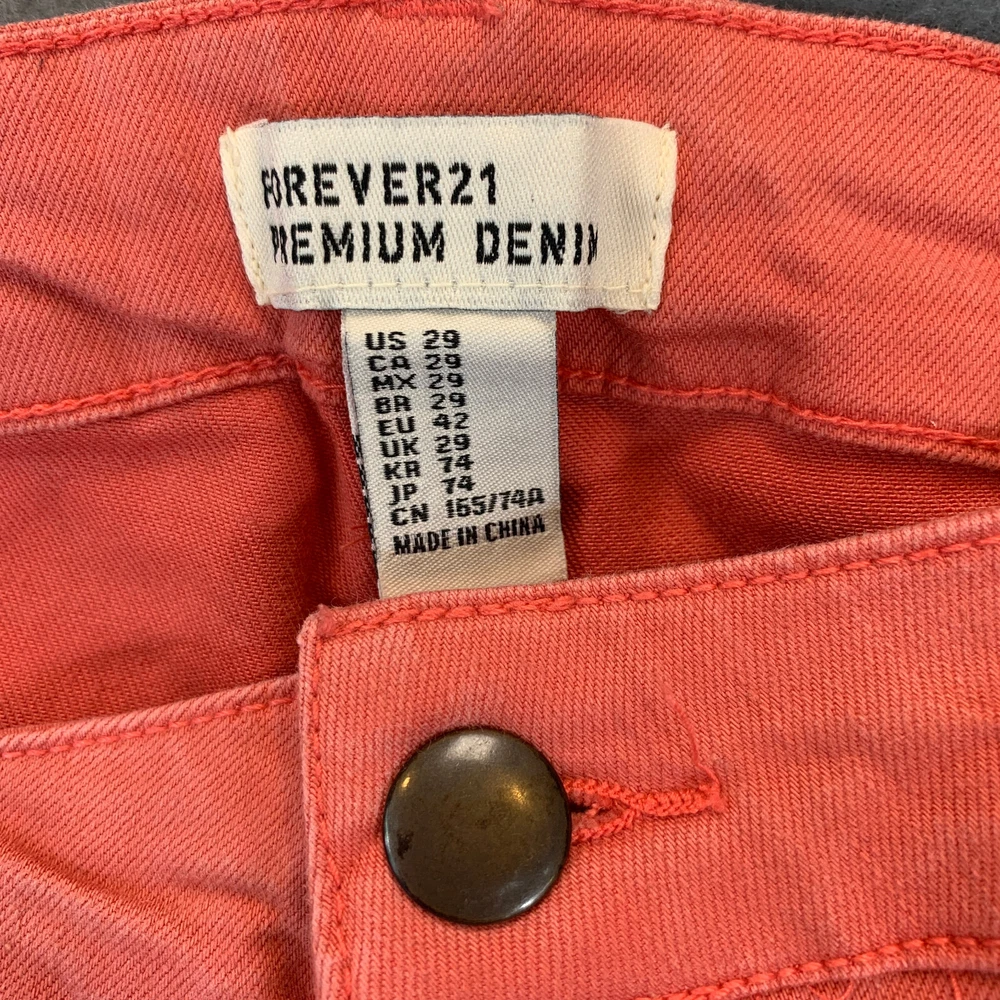 FOREVER21
PREMIUM DENIM
US 29
CA 29
MX 29
BR 29
EU 42
UK 29
KR 74
JP 74
CN 165/74A
MADE IN CHINA